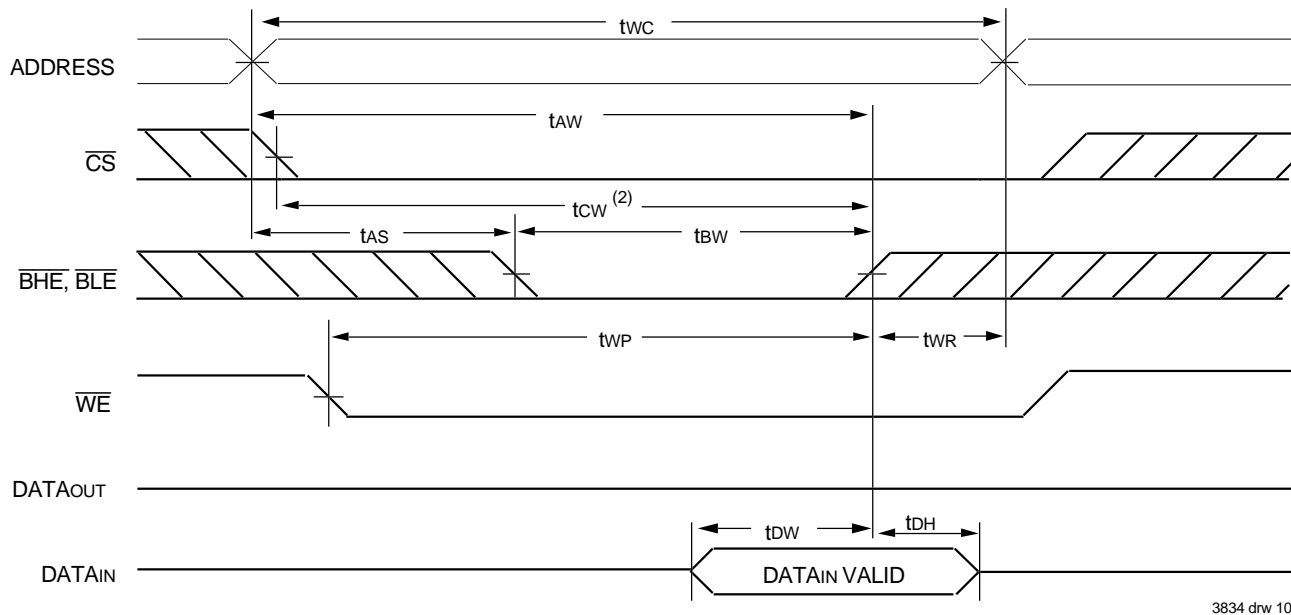 tWC
ADDRESS
tAW
CS
tCW (2)
tAS
tBW
BHE, BLE
tWP
tWR
WE
DATAOUT
tDW
tDH
DATAIN
DATAIN VALID
3834 drw 10